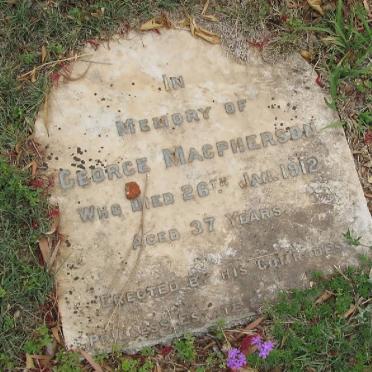 IN
MEMORY OF
GEORGE MACPHERSON
WHO DIED 26TH JAN. 1912
AGED 37 YEARS
ERECTED BY HIS COMRADES